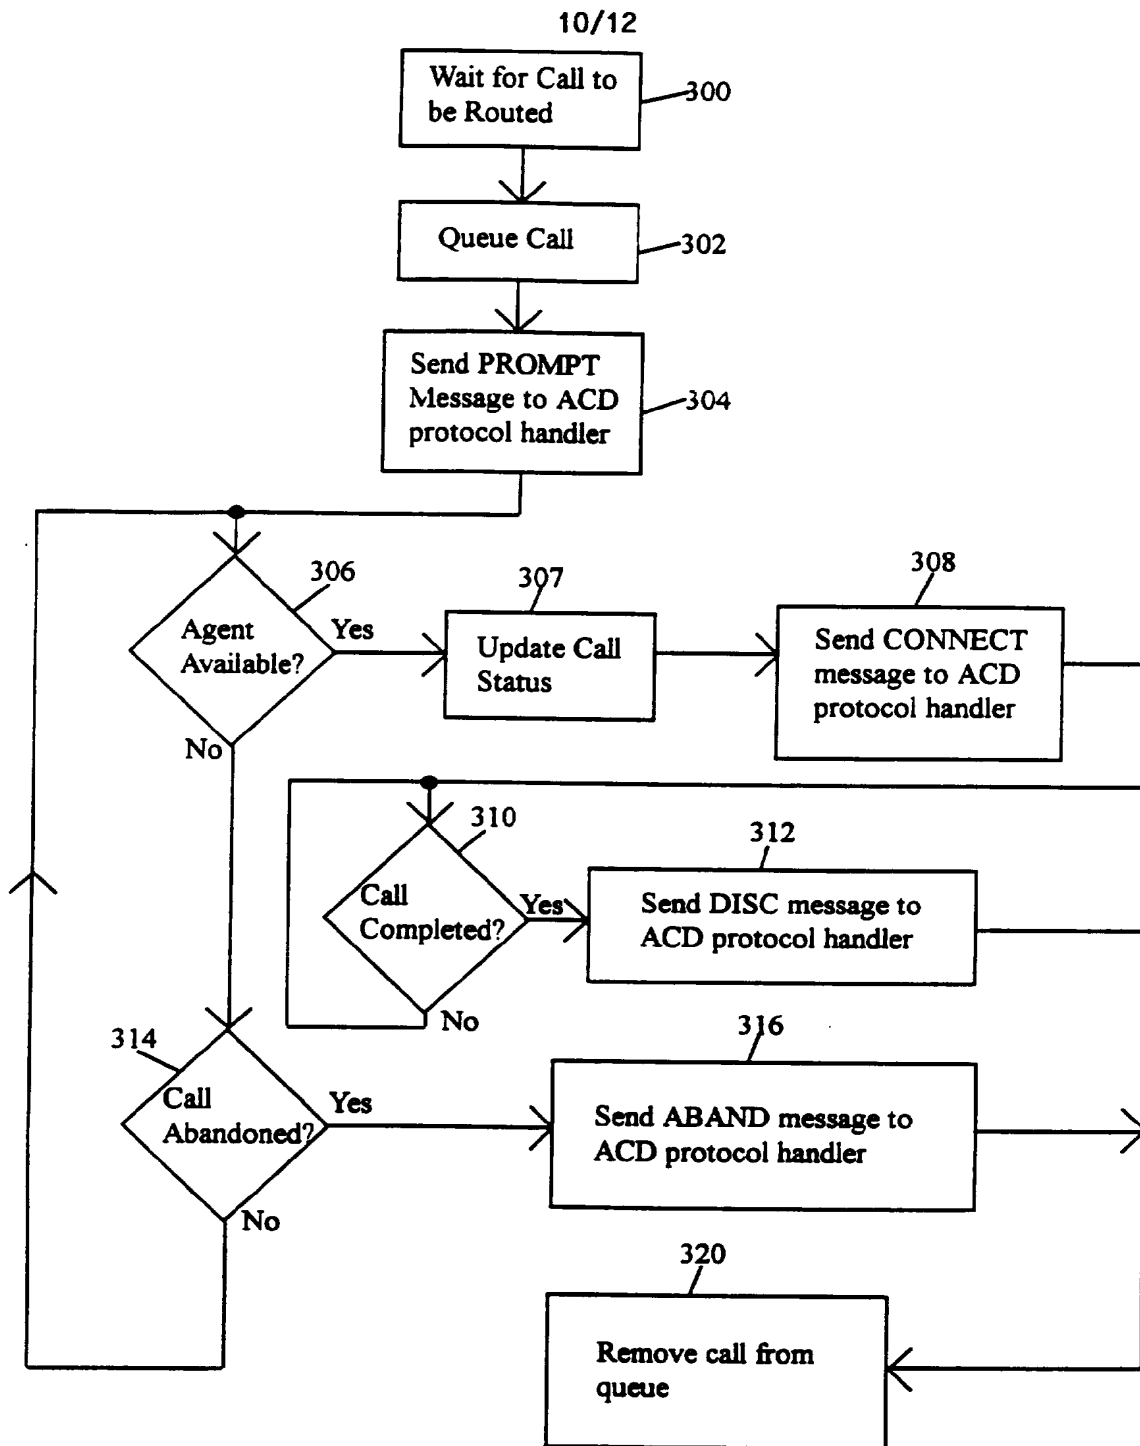 10/12
Wait for Call to
be Routed
300
Queue Call
302
Send PROMPT
Message to ACD
protocol handler
304
306
Agent
Available?
Yes
No
307
Update Call
Status
308
Send CONNECT
message to ACD
protocol handler
310
Call
Completed?
Yes
No
312
Send DISC message to
ACD protocol handler
314
Call
Abandoned?
Yes
No
316
Send ABAND message to
ACD protocol handler
320
Remove call from
queue